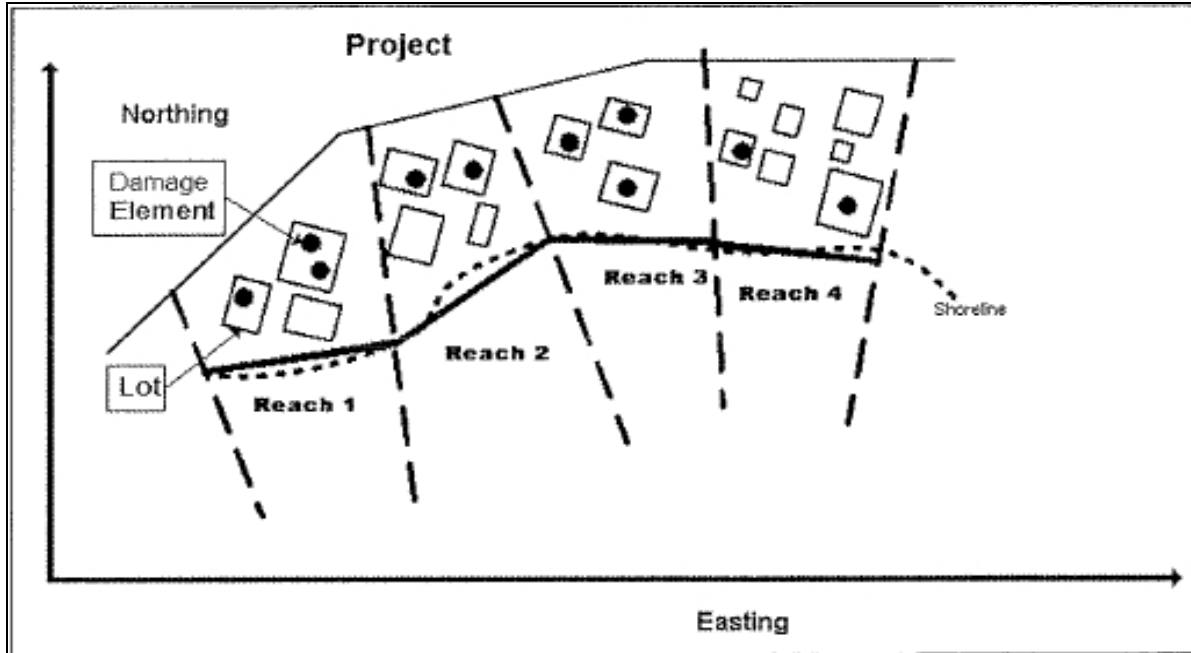 Project
Northing
Damage
Element
Reach 3
Reach 4
Shoreline
Reach 2
Lot
Reach 1
Easting